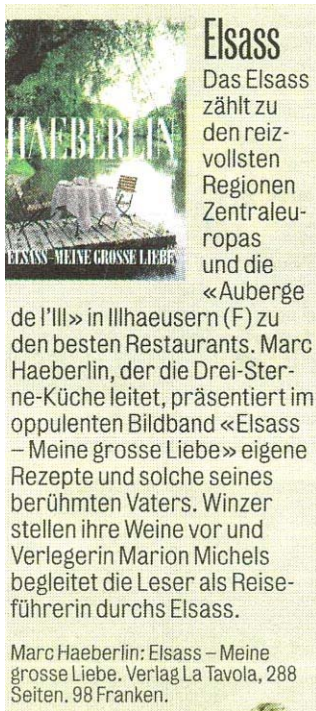 HAEBERLIN
ELSASS–MEINE GROSSE LIEBE
Elsass
Das Elsass
zählt zu
den reiz-
vollsten
Regionen
Zentraleu-
ropas
und die
«Auberge
de l'Ill» in Illhaeusern (F) zu
den besten Restaurants. Marc
Haeberlin, der die Drei-Ster-
ne-Küche leitet, präsentiert im
oppulenten Bildband «Elsass
– Meine grosse Liebe» eigene
Rezepte und solche seines
berühmten Vaters. Winzer
stellen ihre Weine vor und
Verlegerin Marion Michels
begleitet die Leser als Reise-
führerin durchs Elsass.
Marc Haeberlin: Elsass – Meine
grosse Liebe. Verlag La Tavola, 288
Seiten. 98 Franken.